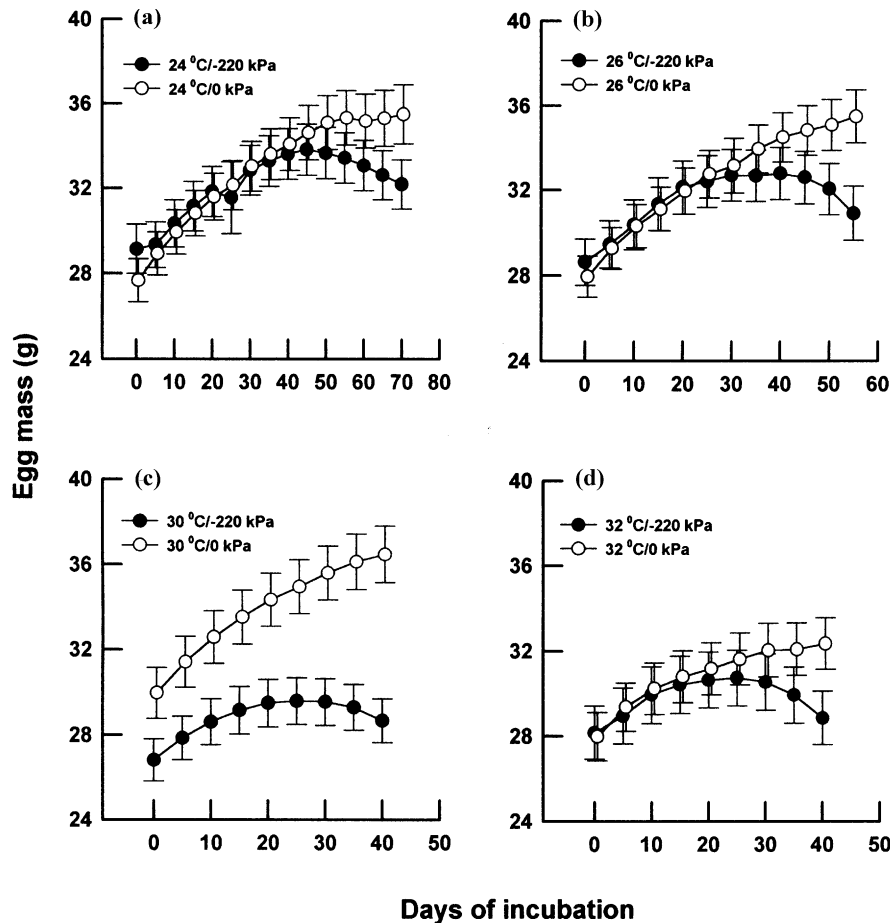 (a)
24 ⁰C/-220 kPa
24 ⁰C/0 kPa
40
36
32
28
24
0 10 20 30 40 50 60 70 80
(b)
26 ⁰C/-220 kPa
26 ⁰C/0 kPa
40
36
32
28
24
0 10 20 30 40 50 60
Egg mass (g)
(c)
30 ⁰C/-220 kPa
30 ⁰C/0 kPa
40
36
32
28
24
0 10 20 30 40 50
(d)
32 ⁰C/-220 kPa
32 ⁰C/0 kPa
40
36
32
28
24
0 10 20 30 40 50
Days of incubation